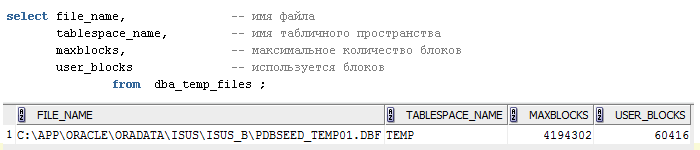 select file_name, -- имя файла
tablespace_name, -- имя табличного пространства
maxblocks, -- максимальное количество блоков
user_blocks -- используется блоков
from dba_temp_files ;
FILE_NAME TABLESPACE_NAME MAXBLOCKS USER_BLOCKS
1 C:\APP\ORACLE\ORADATA\ISUS\ISUS_B\PDBSEED_TEMP01.DBF TEMP 4194302 60416